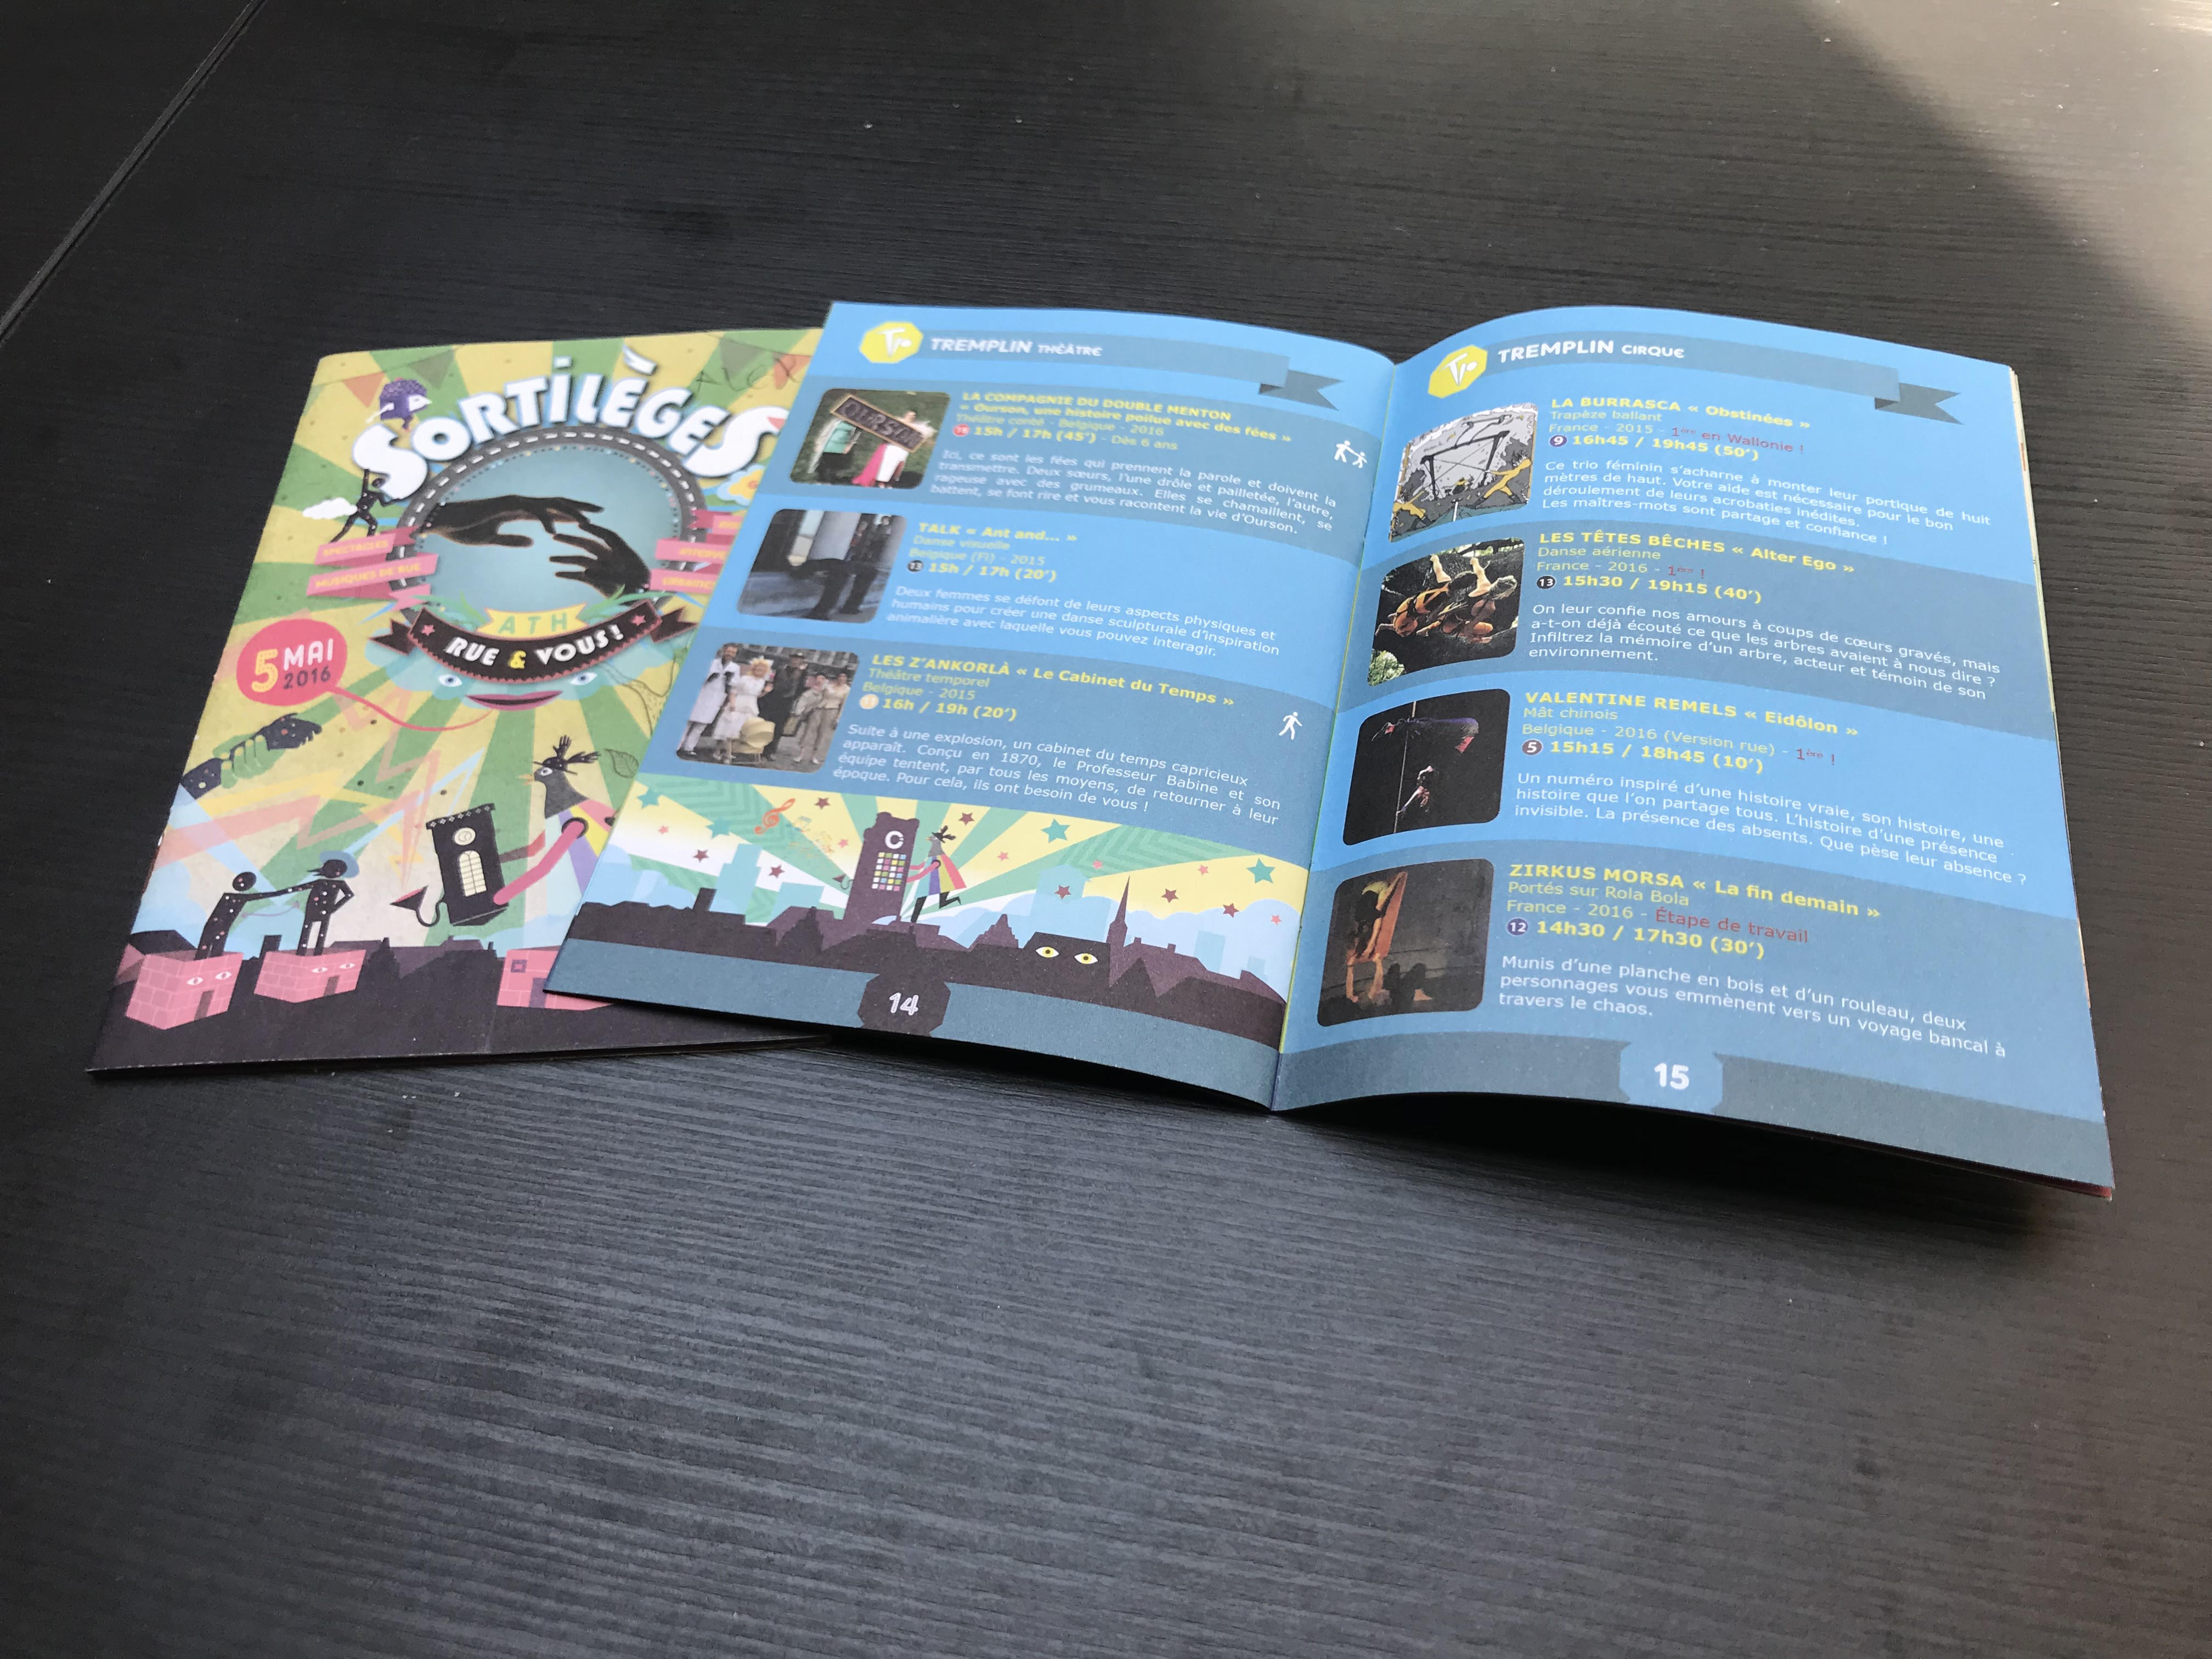 SORTILÈGES
SPECTACLES
MUSIQUES DE RUE
ATH
RUE & VOUS!
5 MAI
2016
TREMPLIN THÉÂTRE
LA COMPAGNIE DU DOUBLE MENTON
« Ourson, une histoire poilue avec des fées »
Théâtre conté - Belgique - 2016
15h / 17h (45’) - Dès 6 ans
Ici, ce sont les fées qui prennent la parole et doivent la
transmettre. Deux sœurs, l’une drôle et pailletée, l’autre,
rageuse avec des grumeaux. Elles se chamaillent, se
battent, se font rire et vous racontent la vie d’Ourson.
TALK « Ant and... »
Danse visuelle
Belgique (Fl) - 2015
13 15h / 17h (20’)
Deux femmes se défont de leurs aspects physiques et
humains pour créer une danse sculpturale d’inspiration
animalière avec laquelle vous pouvez interagir.
LES Z’ANKORLÀ « Le Cabinet du Temps »
Théâtre temporel
Belgique - 2015
11 16h / 19h (20’)
Suite à une explosion, un cabinet du temps capricieux
apparaît. Conçu en 1870, le Professeur Babine et son
équipe tentent, par tous les moyens, de retourner à leur
époque. Pour cela, ils ont besoin de vous !
C
14
TREMPLIN CIRQUE
LA BURRASCA « Obstinées »
Trapèze ballant
France - 2015 - 1ère en Wallonie !
9 16h45 / 19h45 (50’)
Ce trio féminin s’acharne à monter leur portique de huit
mètres de haut. Votre aide est nécessaire pour le bon
déroulement de leurs acrobaties inédites.
Les maîtres-mots sont partage et confiance !
LES TÊTES BÊCHES « Alter Ego »
Danse aérienne
France - 2016 - 1ère !
13 15h30 / 19h15 (40’)
On leur confie nos amours à coups de cœurs gravés, mais
a-t-on déjà écouté ce que les arbres avaient à nous dire ?
Infiltrez la mémoire d’un arbre, acteur et témoin de son
environnement.
VALENTINE REMELS « Eidôlon »
Mât chinois
Belgique - 2016 (Version rue) - 1ère !
5 15h15 / 18h45 (10’)
Un numéro inspiré d’une histoire vraie, son histoire, une
histoire que l’on partage tous. L’histoire d’une présence
invisible. La présence des absents. Que pèse leur absence ?
ZIRKUS MORSA « La fin demain »
Portés sur Rola Bola
France - 2016 - Étape de travail
12 14h30 / 17h30 (30’)
Munis d’une planche en bois et d’un rouleau, deux
personnages vous emmènent vers un voyage bancal à
travers le chaos.
15